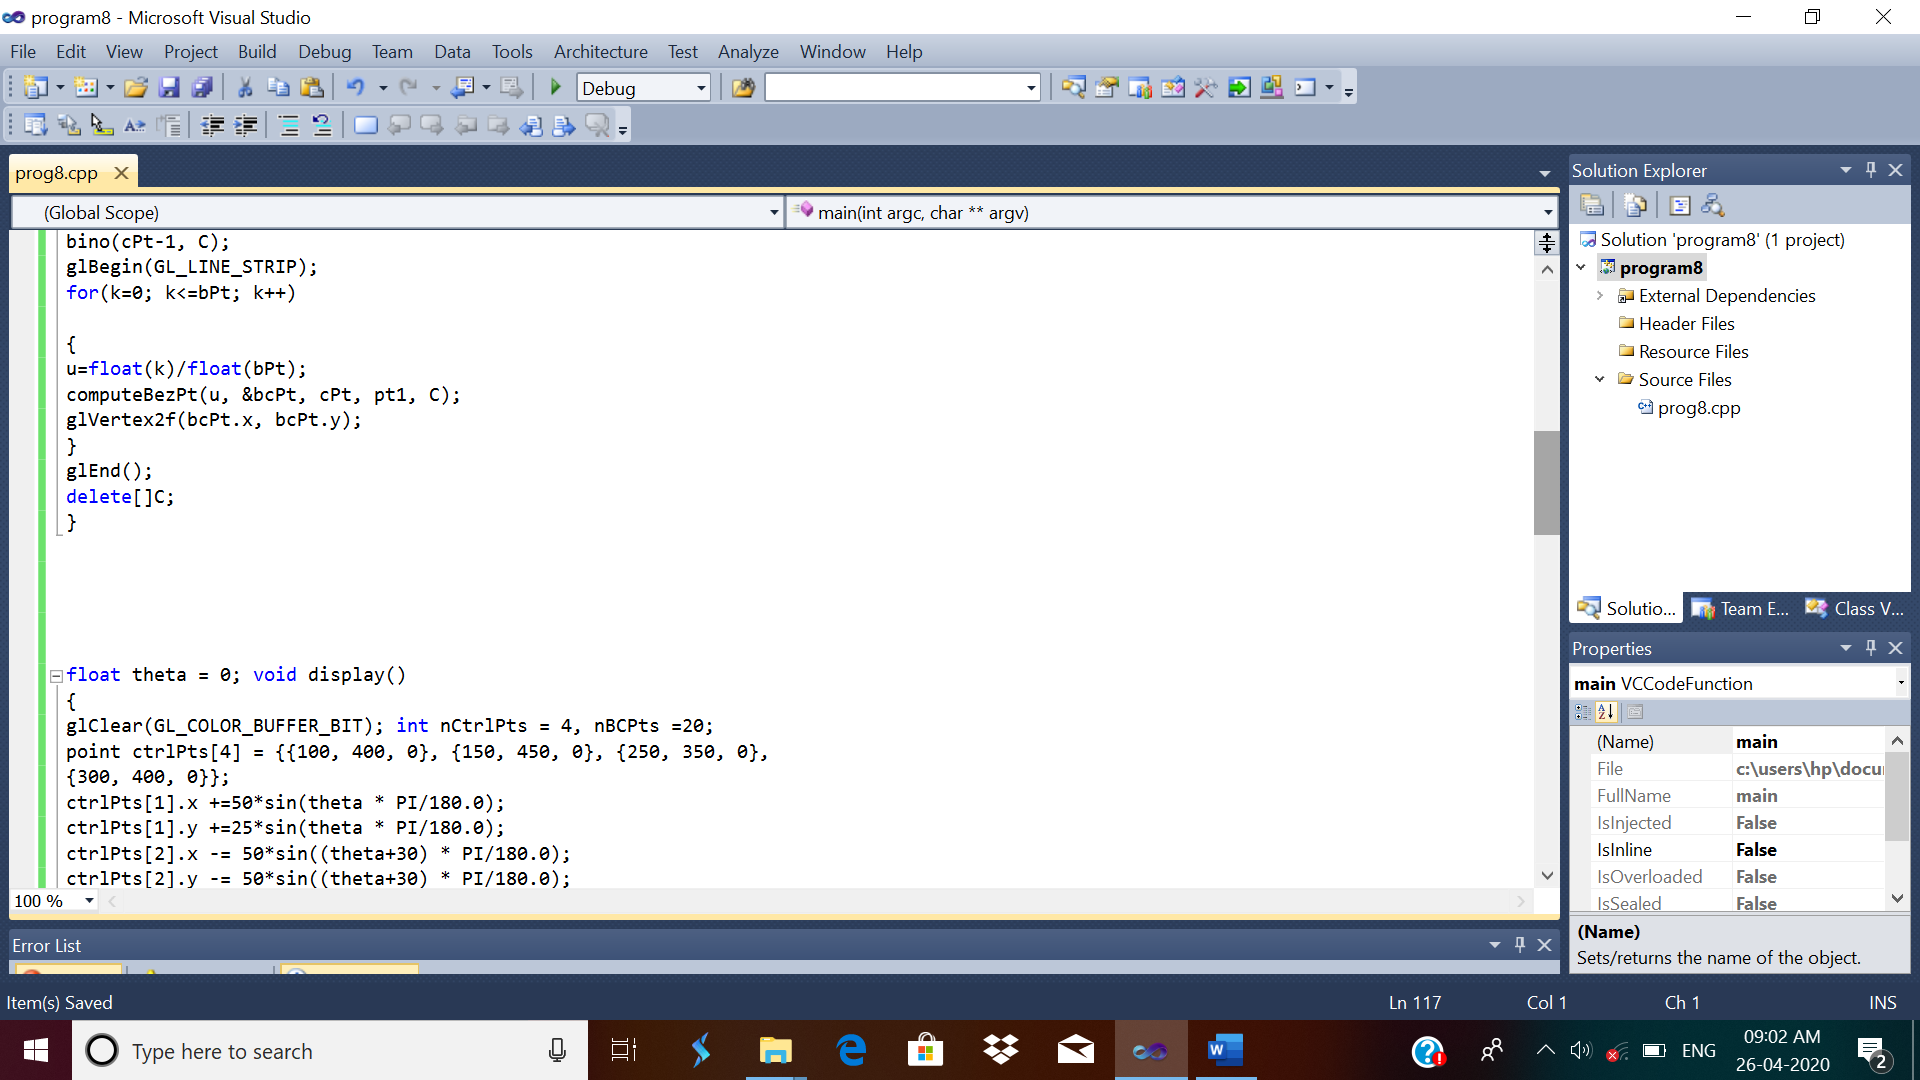 program8 - Microsoft Visual Studio
File Edit View Project Build Debug Team Data Tools Architecture Test Analyze Window Help
Debug
prog8.cpp
(Global Scope)
main(int argc, char ** argv)
bino(cPt-1, C);
glBegin(GL_LINE_STRIP);
for(k=0; k<=bPt; k++)
{
u=float(k)/float(bPt);
computeBezPt(u, &bcPt, cPt, pt1, C);
glVertex2f(bcPt.x, bcPt.y);
}
glEnd();
delete[]C;
}
float theta = 0; void display()
{
glClear(GL_COLOR_BUFFER_BIT); int nCtrlPts = 4, nBCPts =20;
point ctrlPts[4] = {{100, 400, 0}, {150, 450, 0}, {250, 350, 0},
{300, 400, 0}};
ctrlPts[1].x +=50*sin(theta * PI/180.0);
ctrlPts[1].y +=25*sin(theta * PI/180.0);
ctrlPts[2].x -= 50*sin((theta+30) * PI/180.0);
ctrlPts[2].y -= 50*sin((theta+30) * PI/180.0);
100 %
Error List
Solution Explorer
Solution 'program8' (1 project)
program8
External Dependencies
Header Files
Resource Files
Source Files
prog8.cpp
Solutio... Team E... Class V...
Properties
main VCCodeFunction
(Name) main
File c:\users\hp\docu
FullName main
IsInjected False
IsInline False
IsOverloaded False
IsSealed False
(Name)
Sets/returns the name of the object.
Item(s) Saved
Ln 117 Col 1 Ch 1 INS
Type here to search
ENG
09:02 AM
26-04-2020
2